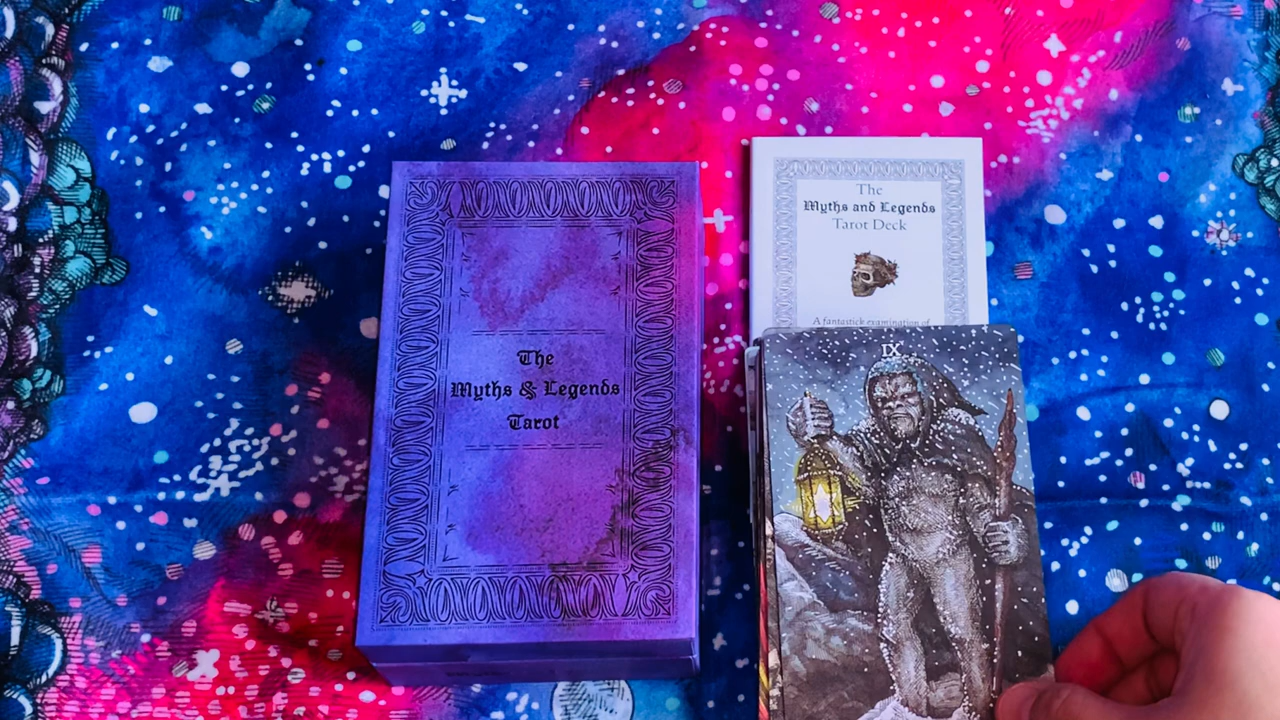 The
Myths & Legends
Tarot
The
Myths and Legends
Tarot Deck
A fantastick examination of
IX